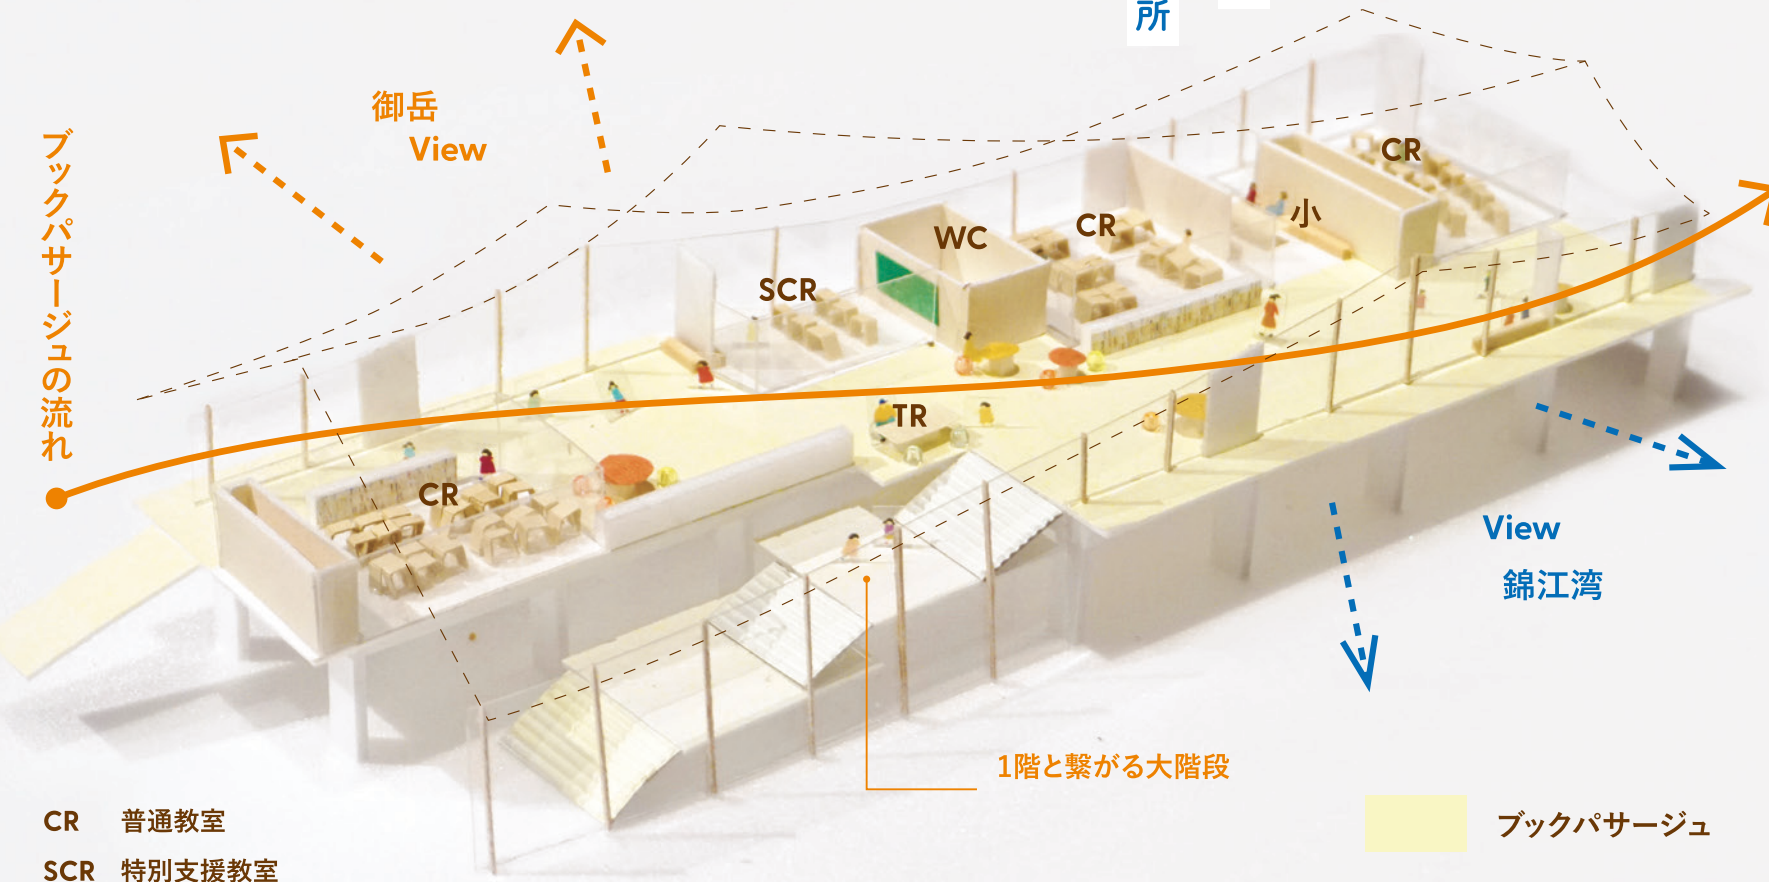 所
御岳
View
ブックパサージュの流れ
CR
小
CR
WC
SCR
TR
CR
View
錦江湾
1階と繋がる大階段
CR 普通教室
SCR 特別支援教室
ブックパサージュ